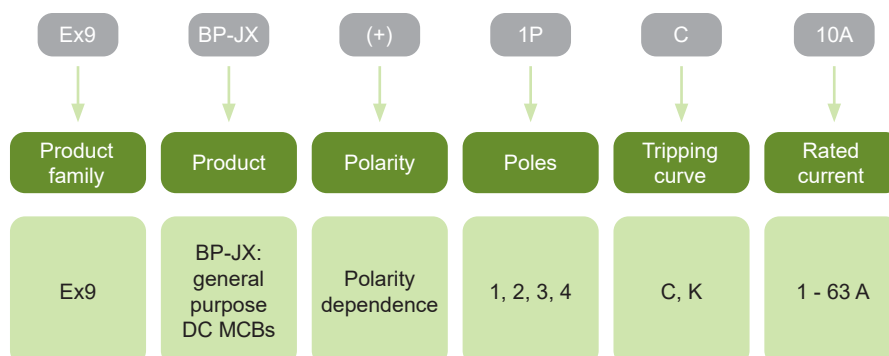 Ex9
BP-JX
(+)
1P
C
10A
Product
family
Product
Polarity
Poles
Tripping
curve
Rated
current
Ex9
BP-JX:
general
purpose
DC MCBs
Polarity
dependence
1, 2, 3, 4
C, K
1 - 63 A